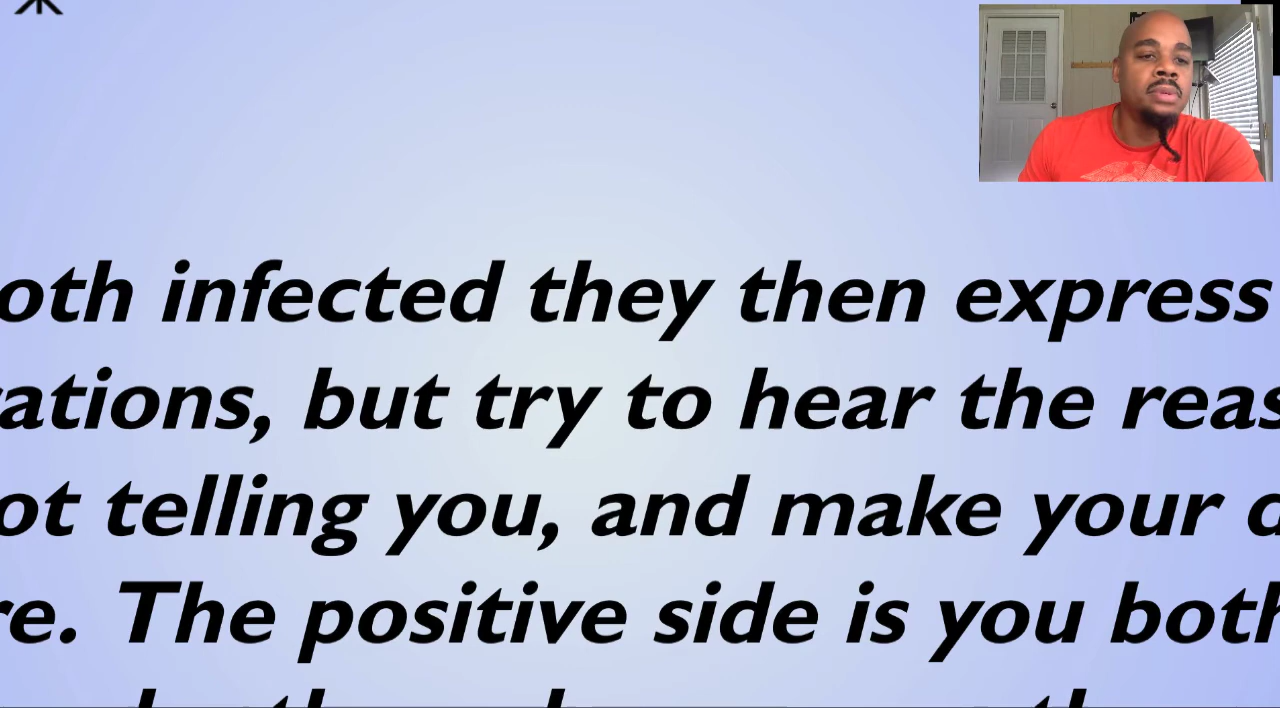 oth infected they then express
rations, but try to hear the reas
ot telling you, and make your d
re. The positive side is you both